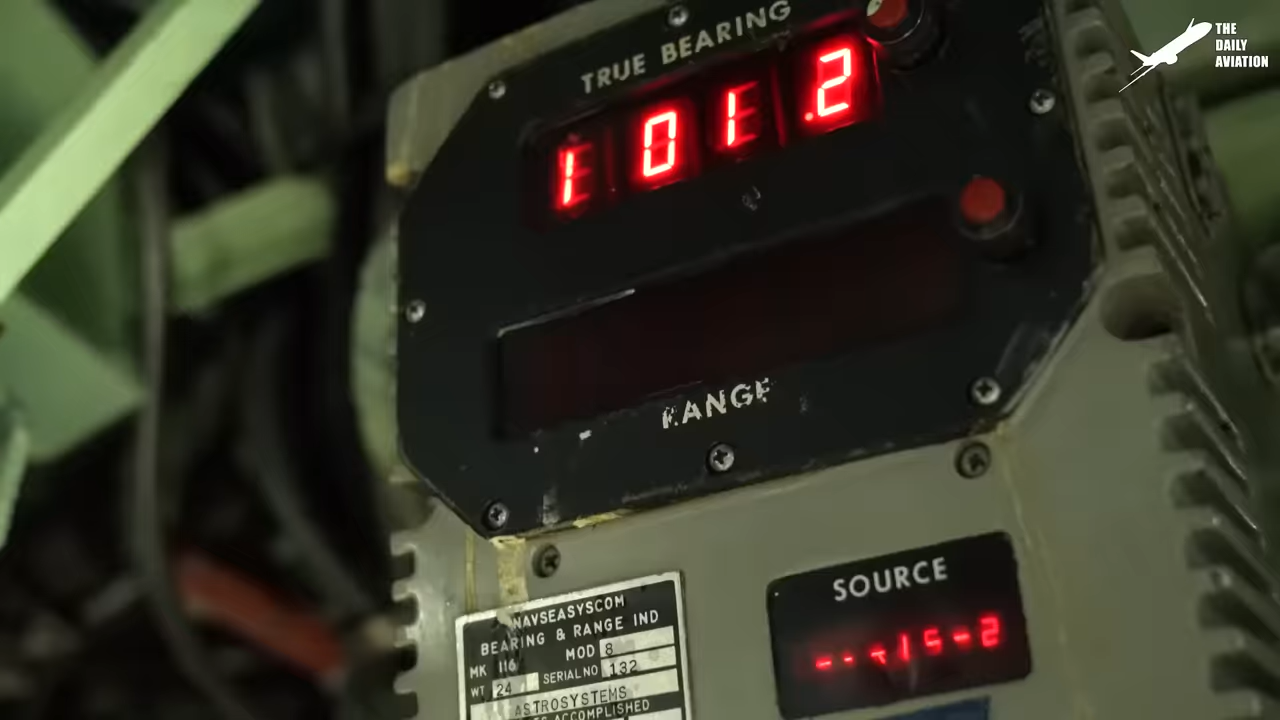 THE
DAILY
AVIATION
TRUE BEARING
101.2
RANGE
SOURCE
NAVSEASYSCOM
BEARING & RANGE IND
MK 116 MOD 8
WT 24 SERIAL NO 132
ASTROSYSTEMS
ACCOMPLISHED